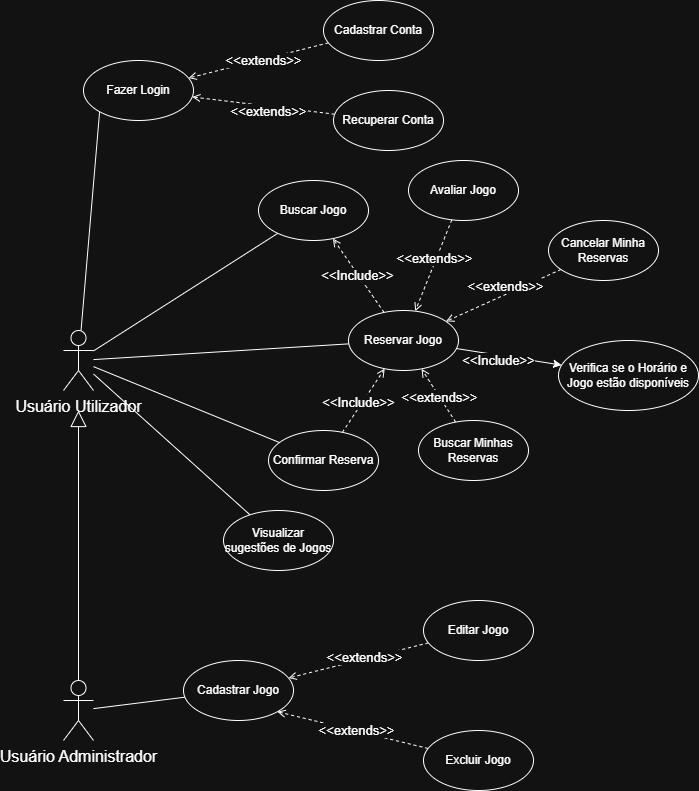 Cadastrar Conta
<<extends>>
Fazer Login
<<extends>>
Recuperar Conta
Avaliar Jogo
Buscar Jogo
Cancelar Minha
Reservas
<<extends>>
<<Include>>
<<extends>>
Reservar Jogo
<<Include>>
Verifica se o Horário e
Jogo estão disponíveis
Usuário Utilizador
<<Include>>
<<extends>>
Buscar Minhas
Reservas
Confirmar Reserva
Visualizar
sugestões de Jogos
Editar Jogo
<<extends>>
Cadastrar Jogo
<<extends>>
Usuário Administrador
Excluir Jogo